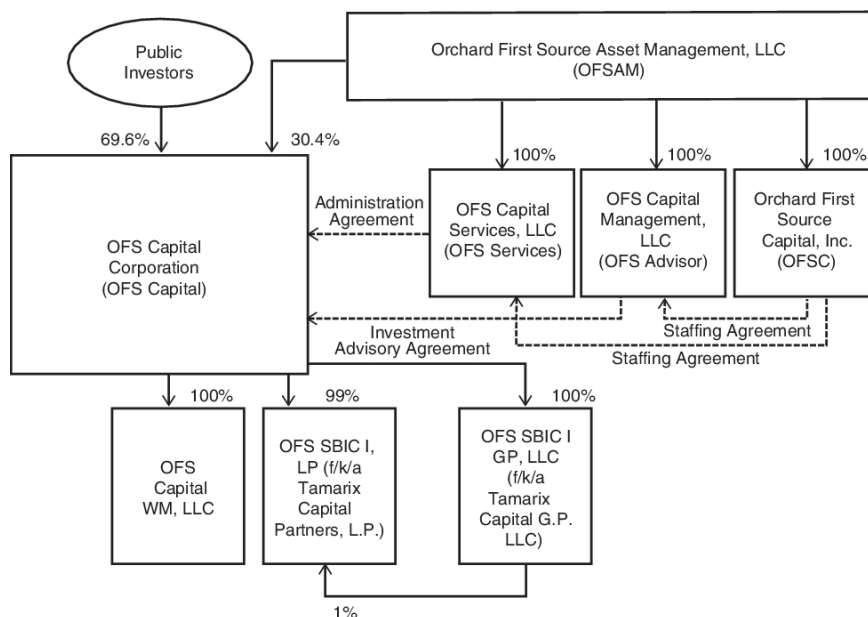 Public
Investors
Orchard First Source Asset Management, LLC
(OFSAM)
69.6%
30.4%
100%
100%
100%
OFS Capital
Corporation
(OFS Capital)
Administration
Agreement
OFS Capital
Services, LLC
(OFS Services)
OFS Capital
Management,
LLC
(OFS Advisor)
Orchard First
Source
Capital, Inc.
(OFSC)
Investment
Advisory Agreement
Staffing Agreement
Staffing Agreement
100%
99%
100%
OFS
Capital
WM, LLC
OFS SBIC I,
LP (f/k/a
Tamarix
Capital
Partners, L.P.)
OFS SBIC I
GP, LLC
(f/k/a
Tamarix
Capital G.P.
LLC)
1%